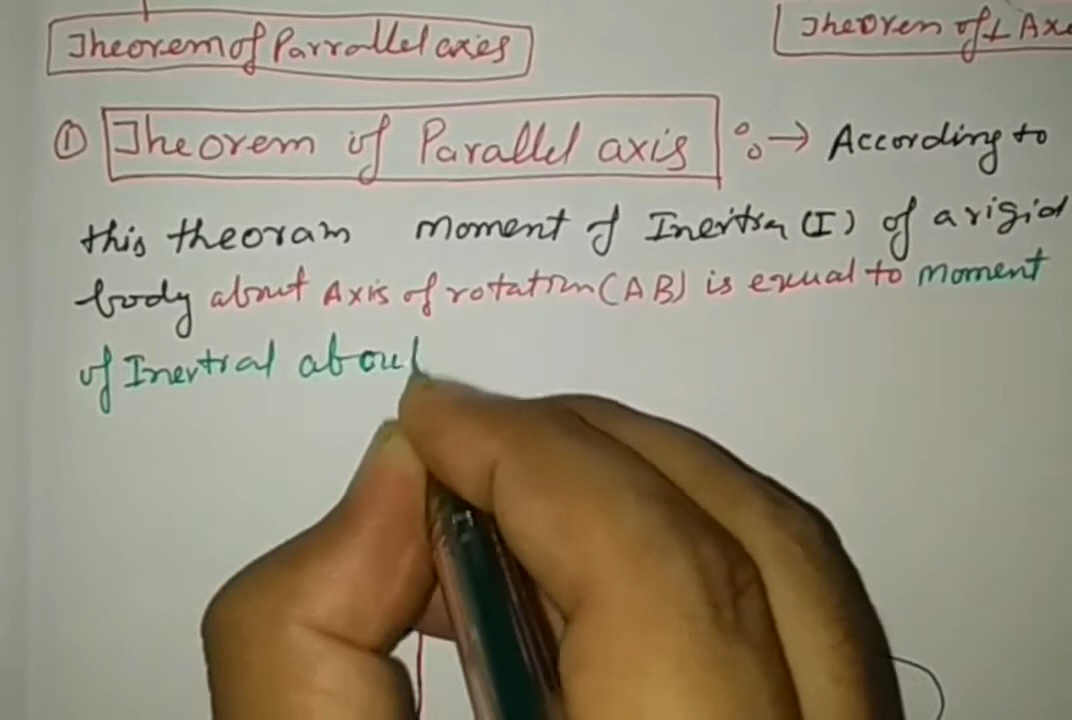 Theorem of Parrallel axes
Theorem of ⊥ Axe
① Theorem of Parallel axis :→ According to
this theoram moment of Inertia (I) of a rigid
body about Axis of rotation (AB) is equal to Moment
of Inertial about